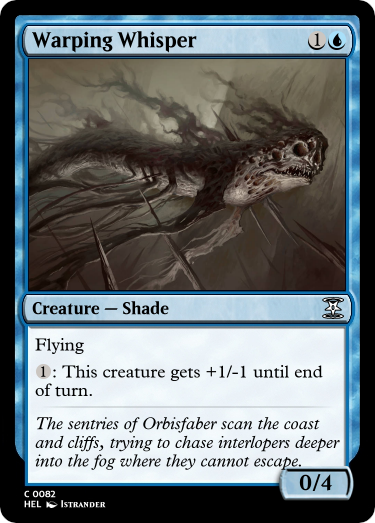 Warping Whisper 1
Creature — Shade
Flying
1: This creature gets +1/-1 until end
of turn.
The sentries of Orbisfaber scan the coast
and cliffs, trying to chase interlopers deeper
into the fog where they cannot escape.
0/4
C 0082
HEL Istrander